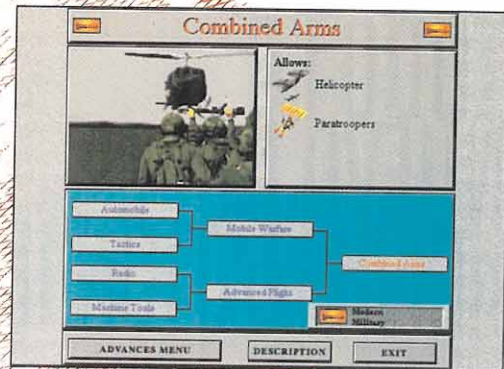 Combined Arms
Allows:
Helicopter
Paratroopers
Automobile
Tactics
Mobile Warfare
Combined Arms
Radio
Advanced Flight
Machine Tools
Modern
Military
ADVANCES MENU
DESCRIPTION
EXIT